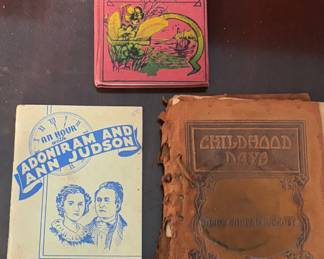 AN HOUR
WITH
ADONIRAM AND
ANN JUDSON
CHILDHOOD
DAYS